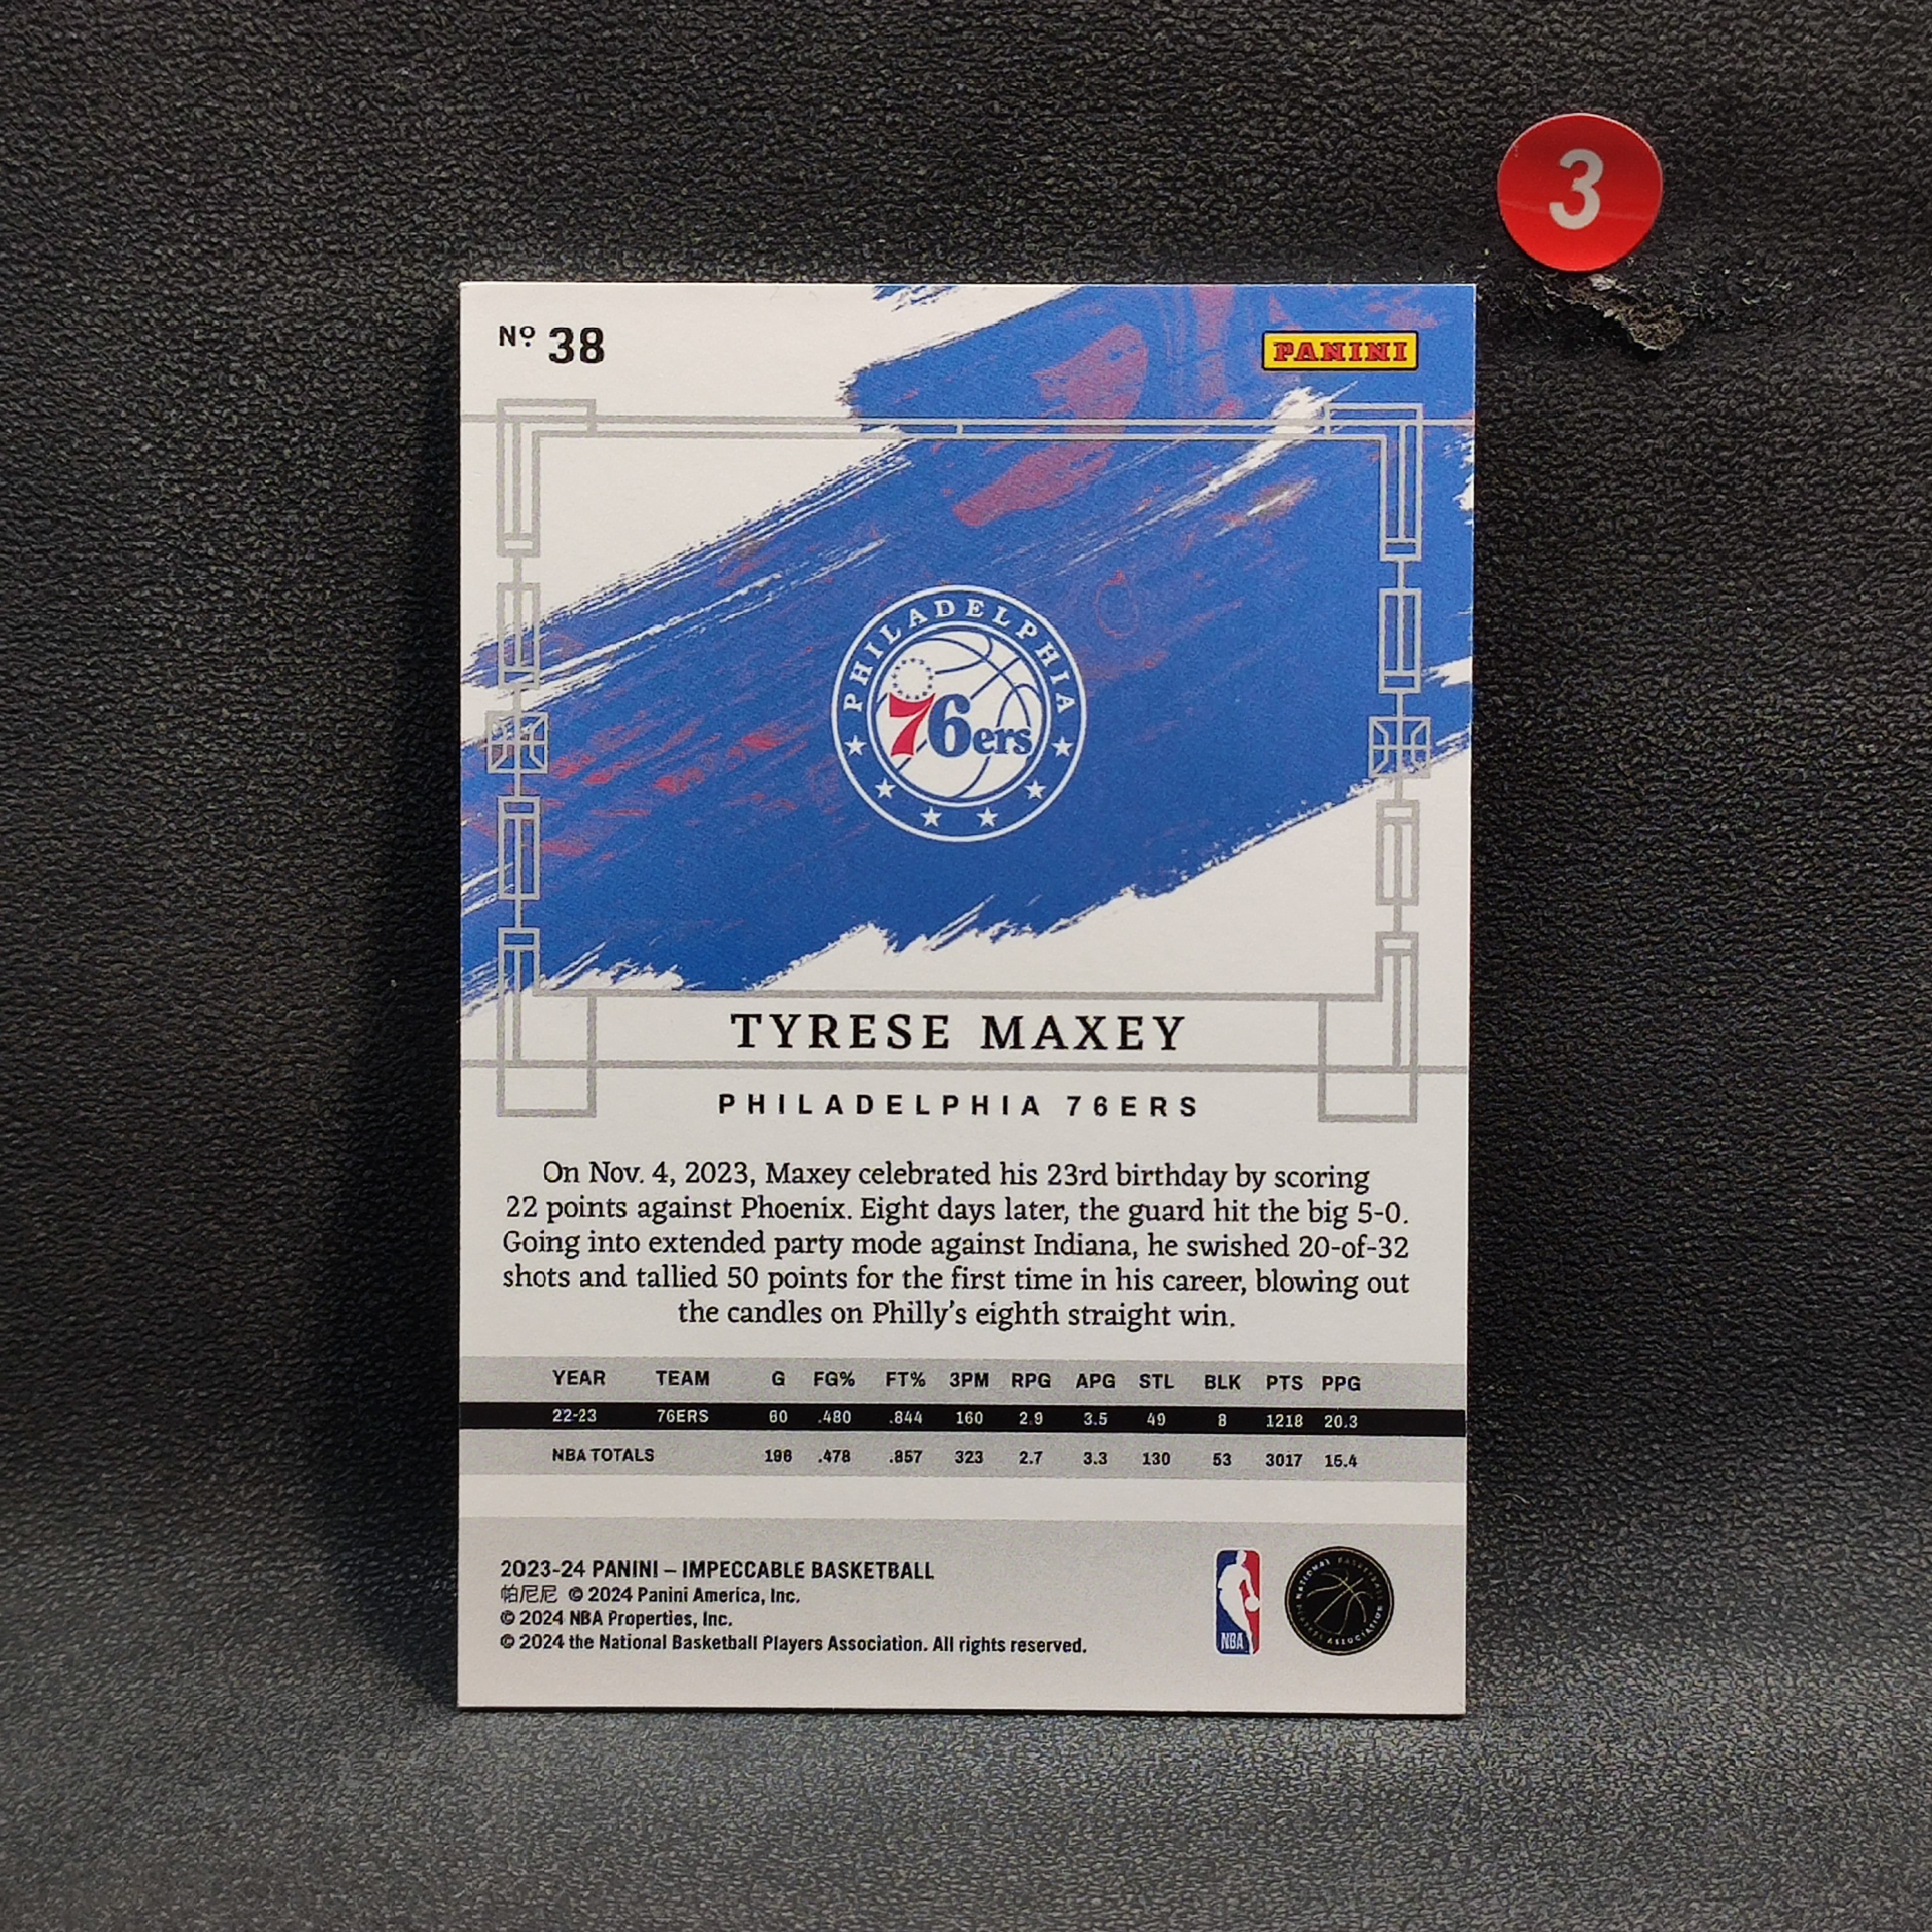 3
Nº 38
PANINI
PHILADELPHIA
76ers
TYRESE MAXEY
PHILADELPHIA 76ERS
On Nov. 4, 2023, Maxey celebrated his 23rd birthday by scoring
22 points against Phoenix. Eight days later, the guard hit the big 5-0.
Going into extended party mode against Indiana, he swished 20-of-32
shots and tallied 50 points for the first time in his career, blowing out
the candles on Philly's eighth straight win.
YEAR TEAM G FG% FT% 3PM RPG APG STL BLK PTS PPG
22-23 76ERS 60 .480 .844 160 2.9 3.5 49 8 1218 20.3
NBA TOTALS 196 .478 .857 323 2.7 3.3 130 53 3017 15.4
2023-24 PANINI – IMPECCABLE BASKETBALL
帕尼尼 © 2024 Panini America, Inc.
© 2024 NBA Properties, Inc.
© 2024 the National Basketball Players Association. All rights reserved.
NBA
NATIONAL BASKETBALL
PLAYERS ASSOCIATION